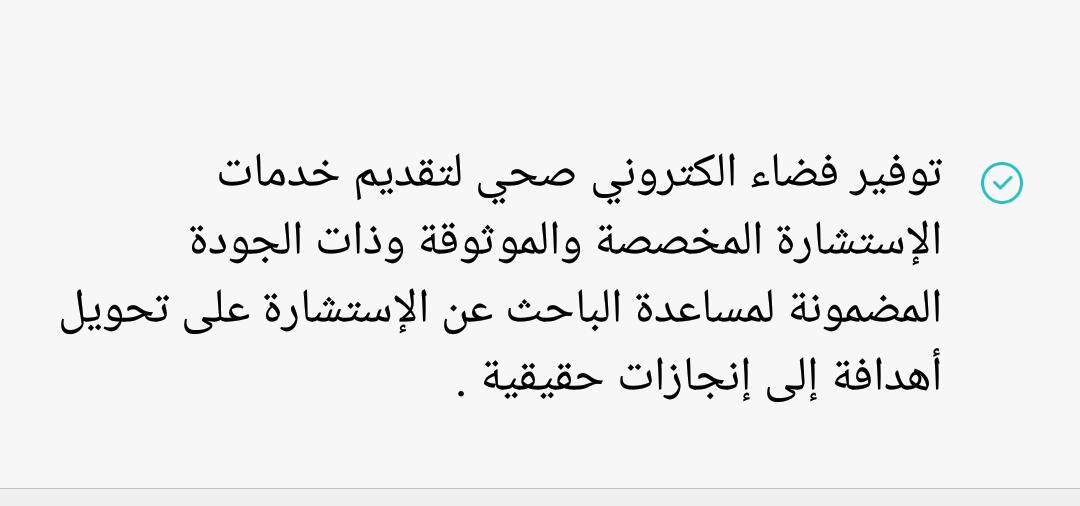 توفير فضاء الكتروني صحي لتقديم خدمات
الإستشارة المخصصة والموثوقة وذات الجودة
المضمونة لمساعدة الباحث عن الإستشارة على تحويل
أهدافة إلى إنجازات حقيقية .